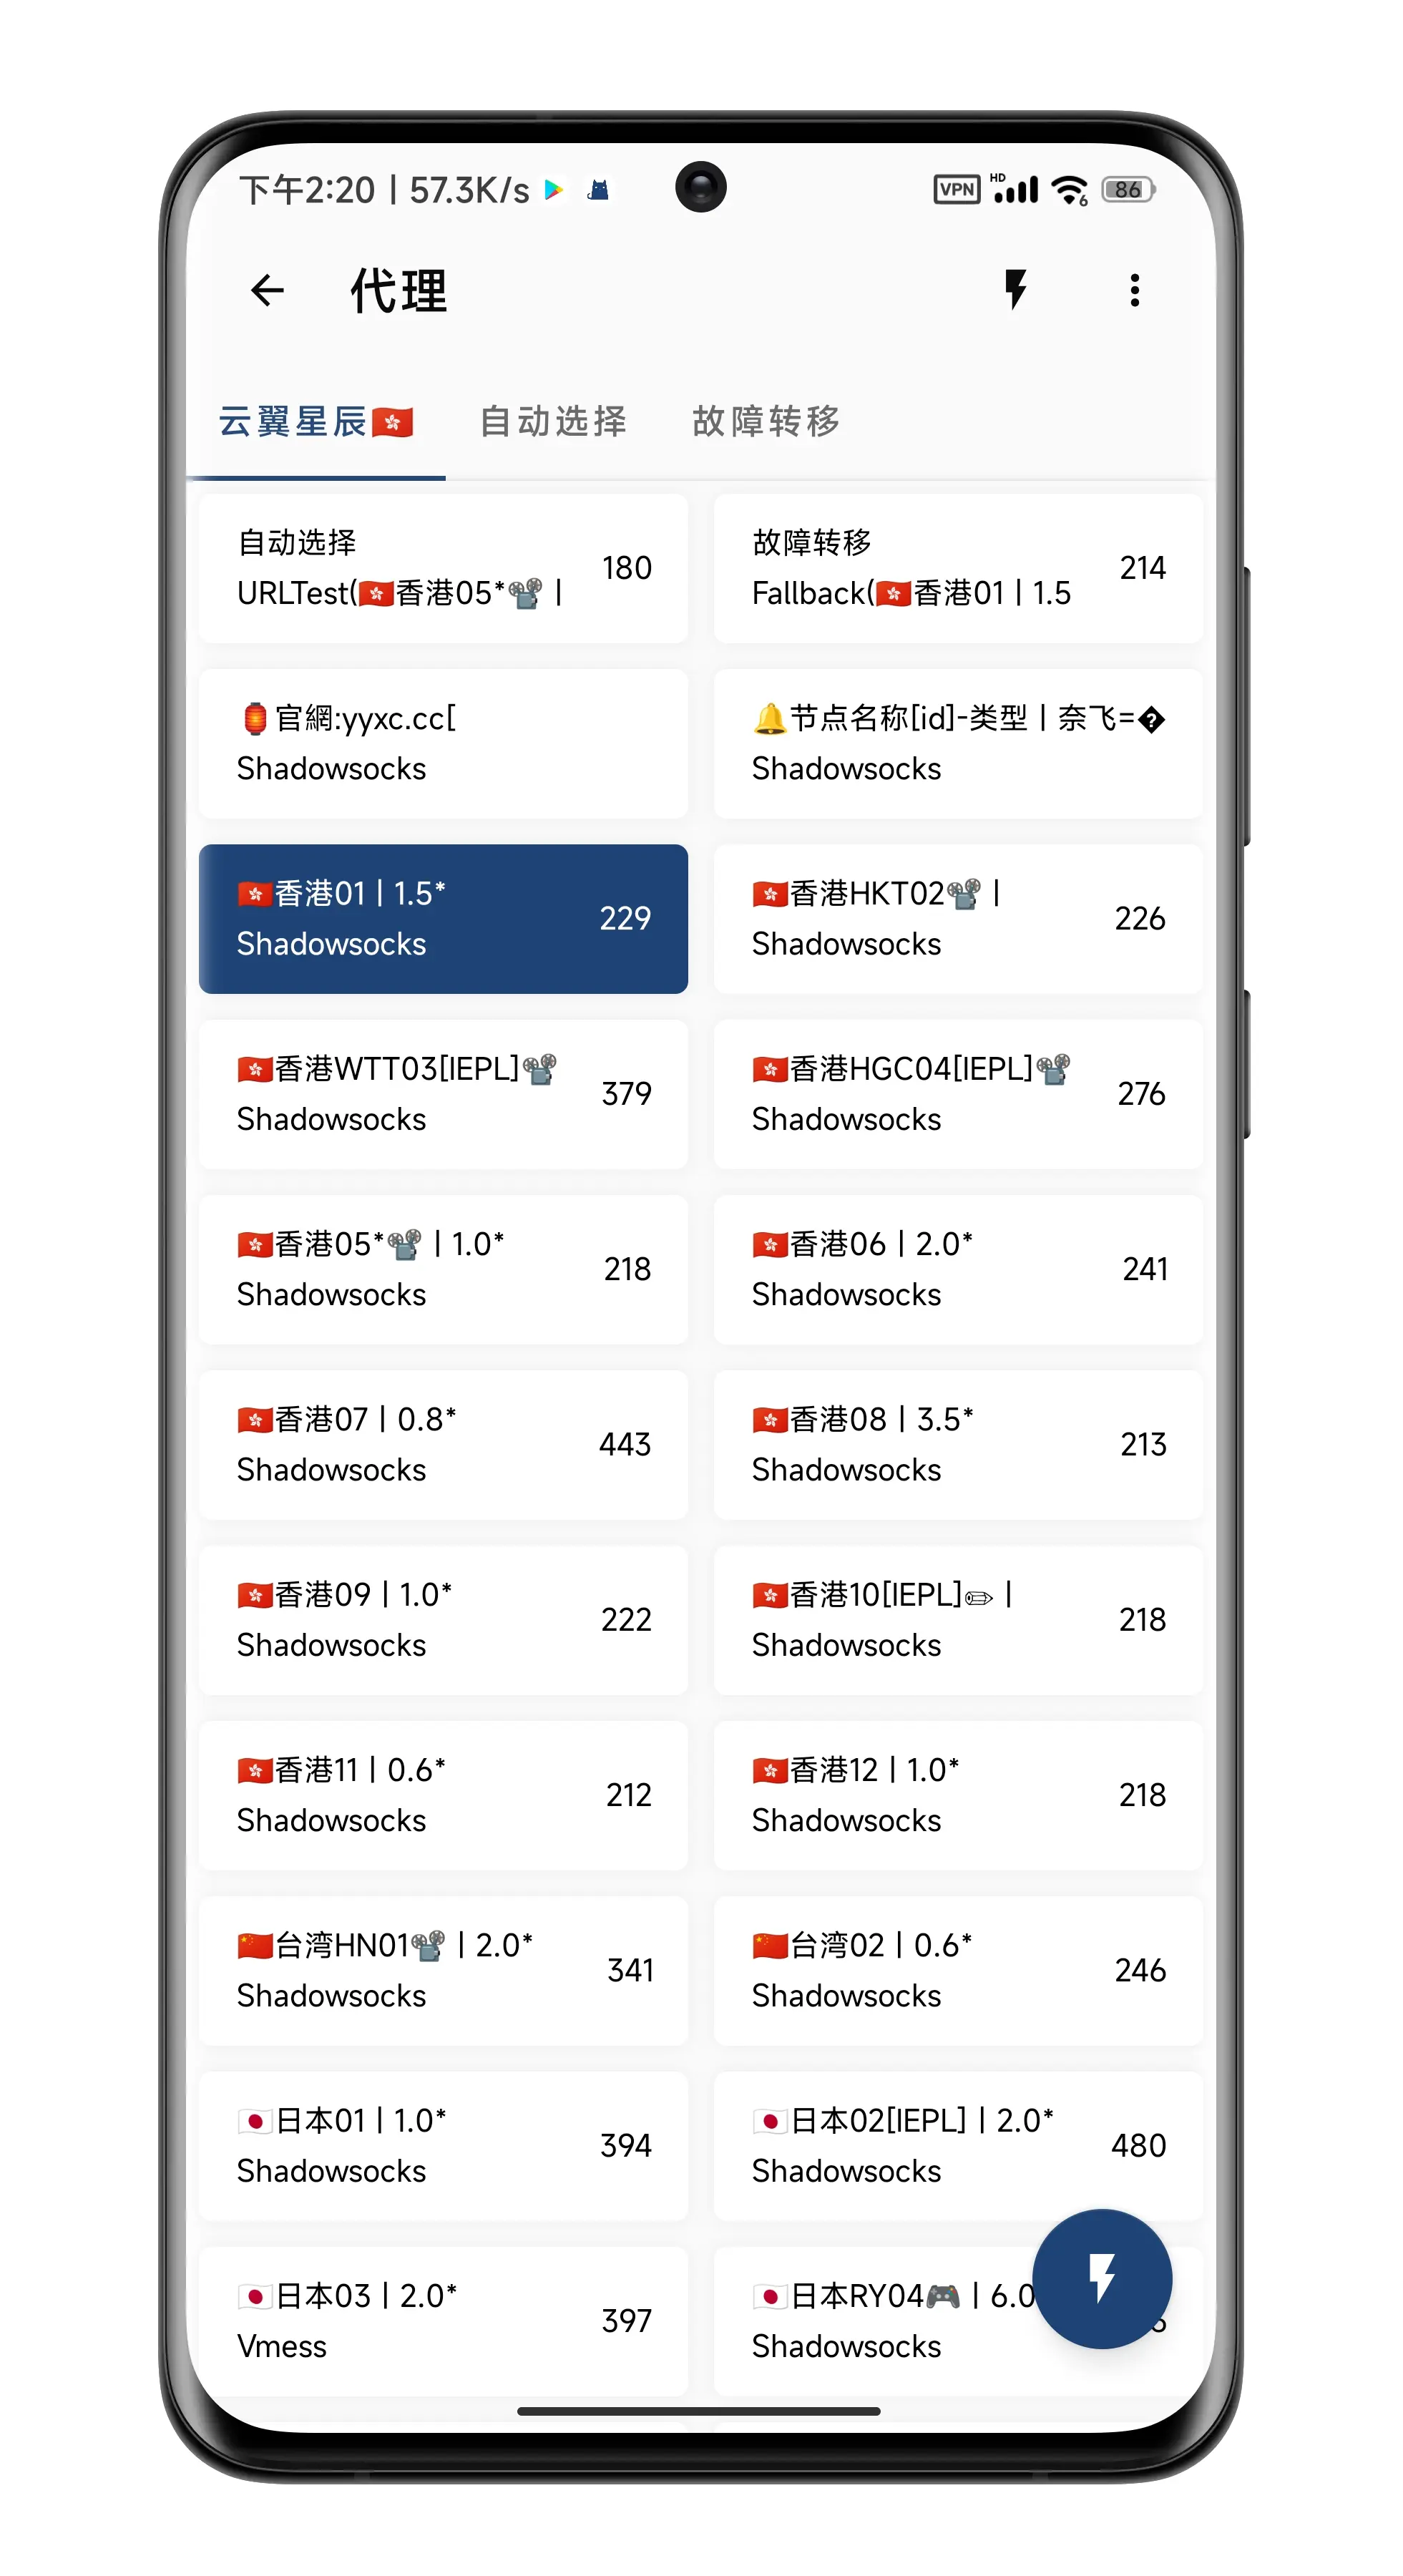 下午2:20 | 57.3K/s
VPN HD 6 86
代理
云翼星辰🇭🇰 自动选择 故障转移
自动选择
URLTest(🇭🇰香港05*📽️ |
180
故障转移
Fallback(🇭🇰香港01 | 1.5
214
🏮官網:yyxc.cc[
Shadowsocks
🔔节点名称[id]-类型 | 奈飞=�
Shadowsocks
🇭🇰香港01 | 1.5*
Shadowsocks
229
🇭🇰香港HKT02📽️ |
Shadowsocks
226
🇭🇰香港WTT03[IEPL]📽️
Shadowsocks
379
🇭🇰香港HGC04[IEPL]📽️
Shadowsocks
276
🇭🇰香港05*📽️ | 1.0*
Shadowsocks
218
🇭🇰香港06 | 2.0*
Shadowsocks
241
🇭🇰香港07 | 0.8*
Shadowsocks
443
🇭🇰香港08 | 3.5*
Shadowsocks
213
🇭🇰香港09 | 1.0*
Shadowsocks
222
🇭🇰香港10[IEPL]✏ |
Shadowsocks
218
🇭🇰香港11 | 0.6*
Shadowsocks
212
🇭🇰香港12 | 1.0*
Shadowsocks
218
🇨🇳台湾HN01📽️ | 2.0*
Shadowsocks
341
🇨🇳台湾02 | 0.6*
Shadowsocks
246
🇯🇵日本01 | 1.0*
Shadowsocks
394
🇯🇵日本02[IEPL] | 2.0*
Shadowsocks
480
🇯🇵日本03 | 2.0*
Vmess
397
🇯🇵日本RY04🎮 | 6.0
Shadowsocks